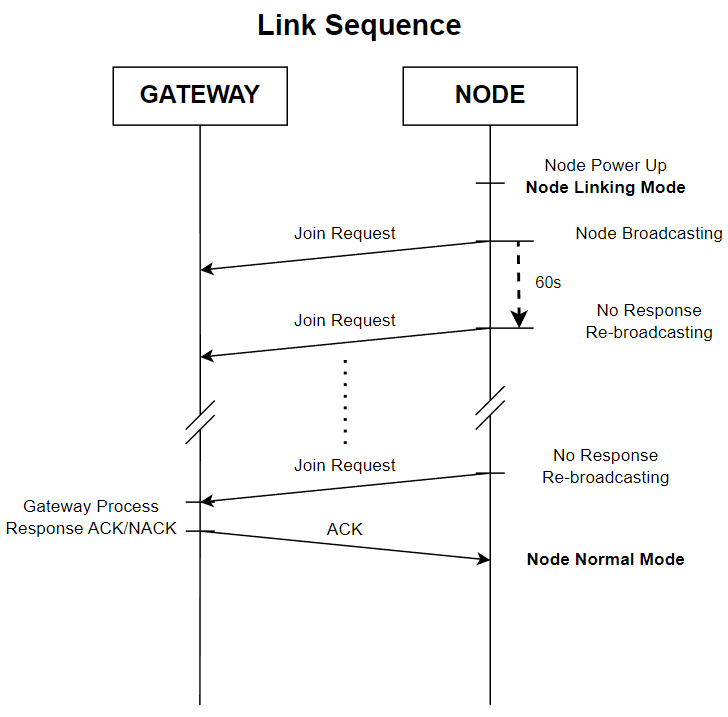 Link Sequence
GATEWAY
NODE
Node Power Up
Node Linking Mode
Join Request
Node Broadcasting
60s
Join Request
No Response
Re-broadcasting
Join Request
No Response
Re-broadcasting
Gateway Process
Response ACK/NACK
ACK
Node Normal Mode